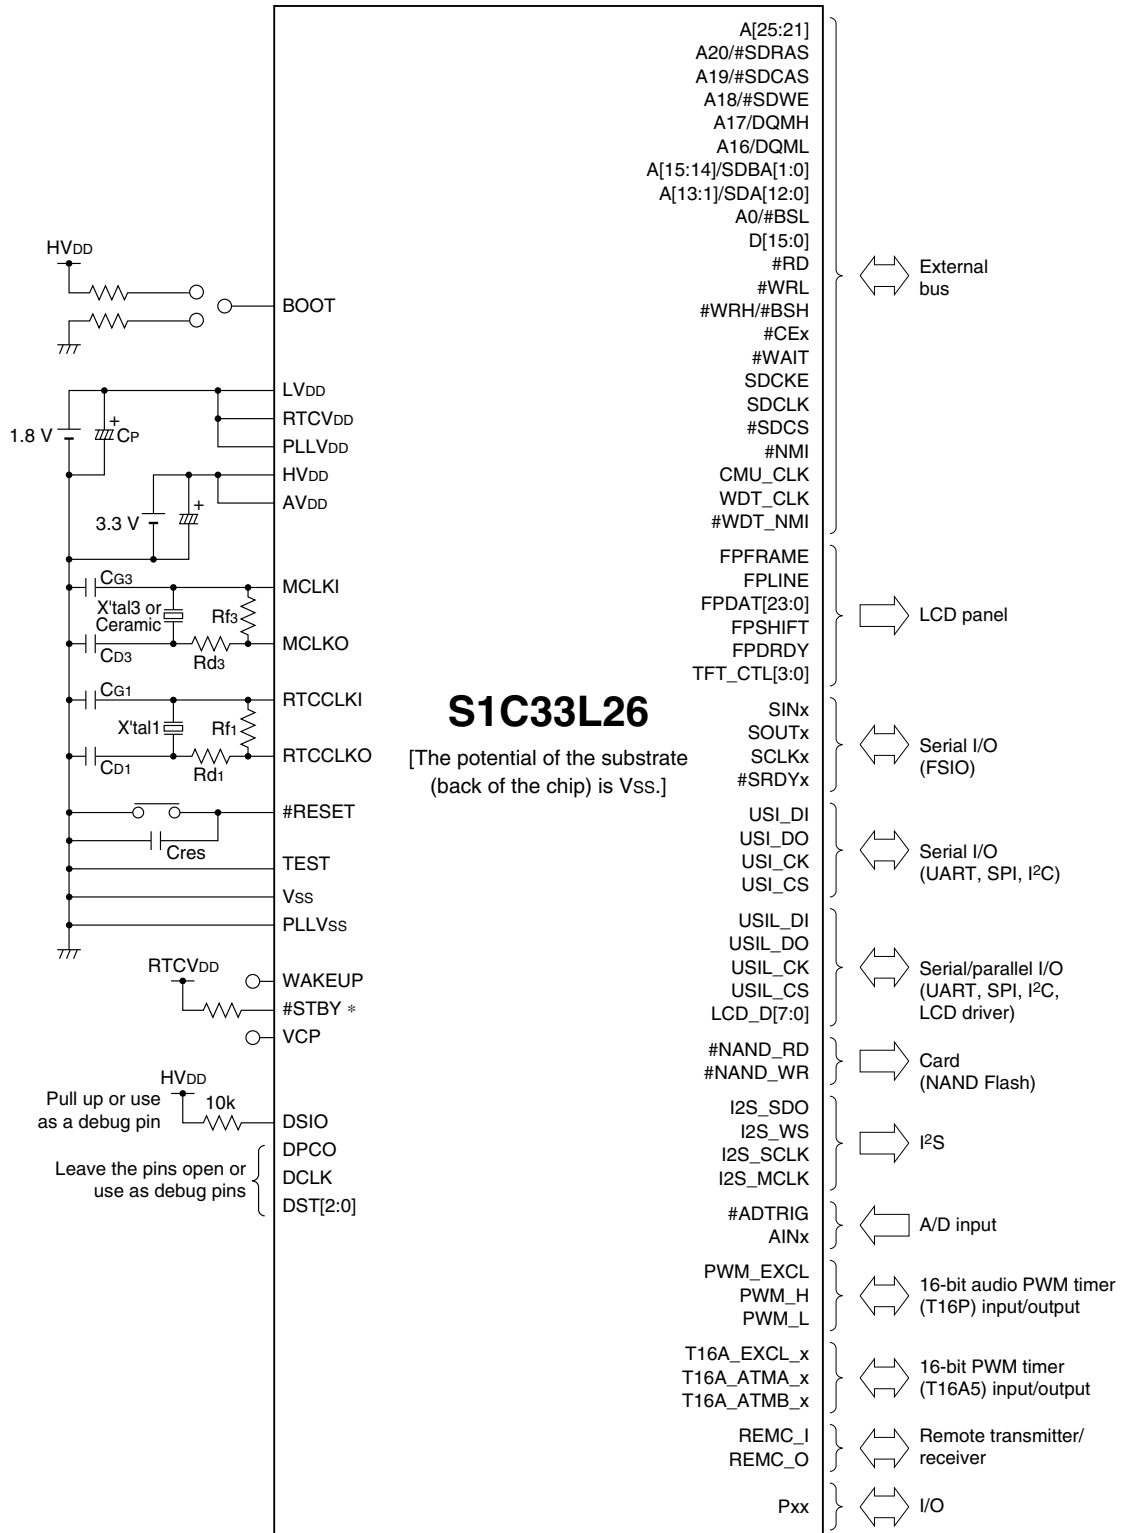 HVDD
BOOT
LVDD
RTCVDD
1.8 V
+
CP
PLLVDD
HVDD
AVDD
3.3 V
+
CG3
MCLKI
X'tal3 or
Ceramic
Rf3
MCLKO
CD3
Rd3
CG1
RTCCLKI
X'tal1
Rf1
RTCCLKO
CD1
Rd1
#RESET
Cres
TEST
Vss
PLLVss
RTCVDD
WAKEUP
#STBY *
VCP
HVDD
Pull up or use
as a debug pin
10k
DSIO
DPCO
Leave the pins open or
use as debug pins
DCLK
DST[2:0]
S1C33L26
[The potential of the substrate
(back of the chip) is Vss.]
A[25:21]
A20/#SDRAS
A19/#SDCAS
A18/#SDWE
A17/DQMH
A16/DQML
A[15:14]/SDBA[1:0]
A[13:1]/SDA[12:0]
A0/#BSL
D[15:0]
#RD
#WRL
#WRH/#BSH
#CEx
#WAIT
SDCKE
SDCLK
#SDCS
#NMI
CMU_CLK
WDT_CLK
#WDT_NMI
External
bus
FPFRAME
FPLINE
FPDAT[23:0]
FPSHIFT
FPDRDY
TFT_CTL[3:0]
LCD panel
SINx
SOUTx
SCLKx
#SRDYx
Serial I/O
(FSIO)
USI_DI
USI_DO
USI_CK
USI_CS
Serial I/O
(UART, SPI, I2C)
USIL_DI
USIL_DO
USIL_CK
USIL_CS
LCD_D[7:0]
Serial/parallel I/O
(UART, SPI, I2C,
LCD driver)
#NAND_RD
#NAND_WR
Card
(NAND Flash)
I2S_SDO
I2S_WS
I2S_SCLK
I2S_MCLK
I2S
#ADTRIG
AINx
A/D input
PWM_EXCL
PWM_H
PWM_L
16-bit audio PWM timer
(T16P) input/output
T16A_EXCL_x
T16A_ATMA_x
T16A_ATMB_x
16-bit PWM timer
(T16A5) input/output
REMC_I
REMC_O
Remote transmitter/
receiver
Pxx
I/O